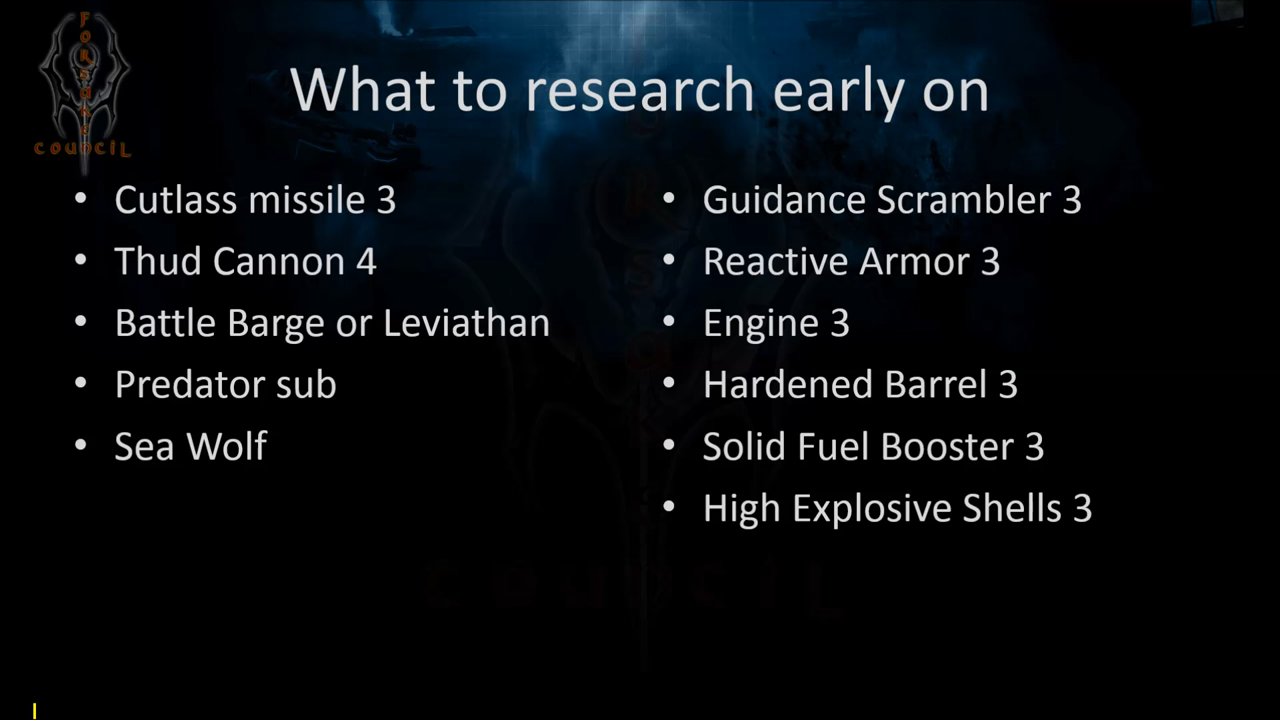 FORSAKEN
COUNCIL
What to research early on
• Cutlass missile 3
• Thud Cannon 4
• Battle Barge or Leviathan
• Predator sub
• Sea Wolf
• Guidance Scrambler 3
• Reactive Armor 3
• Engine 3
• Hardened Barrel 3
• Solid Fuel Booster 3
• High Explosive Shells 3
COUNCIL